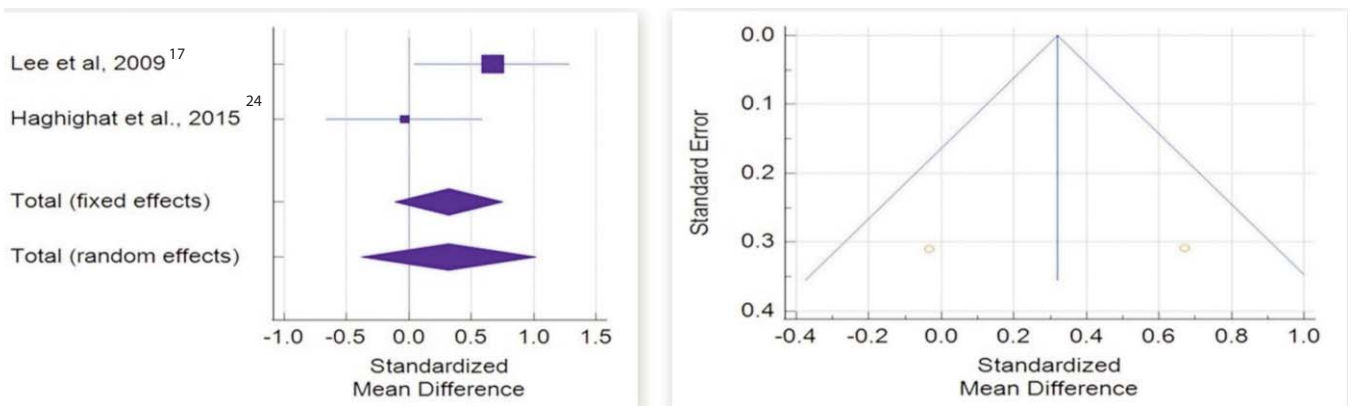 Lee et al, 2009 17
Haghighat et al., 2015 24
Total (fixed effects)
Total (random effects)
-1.0 -0.5 0.0 0.5 1.0 1.5
Standardized
Mean Difference
Standard Error
0.0
0.1
0.2
0.3
0.4
-0.4 -0.2 0.0 0.2 0.4 0.6 0.8 1.0
Standardized
Mean Difference